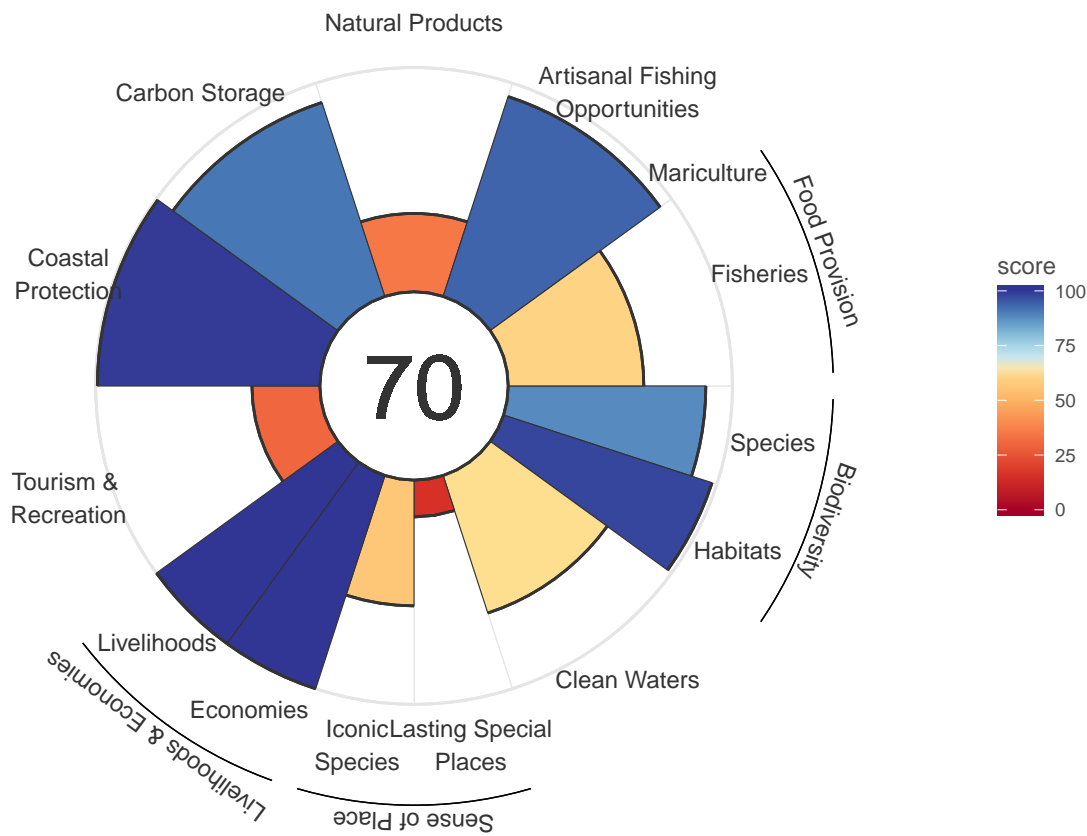 Natural Products
Carbon Storage
Artisanal Fishing
Opportunities
Mariculture
Food Provision
Fisheries
Coastal
Protection
score
100
75
50
25
0
70
Species
Biodiversity
Habitats
Tourism &
Recreation
Clean Waters
Livelihoods
Economies
Livelihoods & Economies
Iconic
Species
Lasting Special
Places
Sense of Place